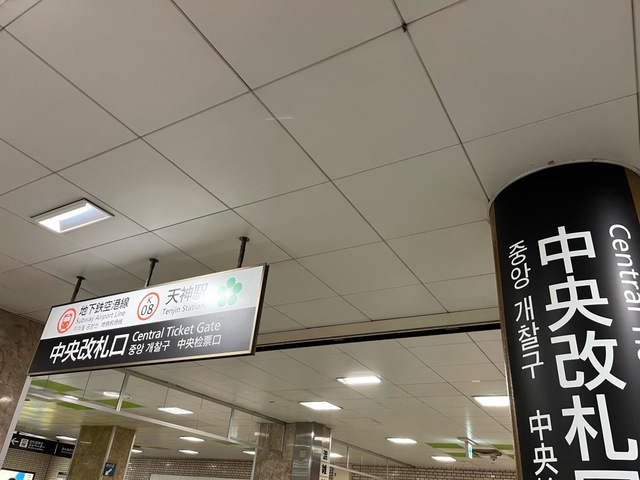 地下鉄空港線
Subway Airport Line
K
08
天神駅
Tenjin Station
中央改札口
Central Ticket Gate
중앙 개찰구 中央检票口
Central
中央改札
중앙 개찰구 中央